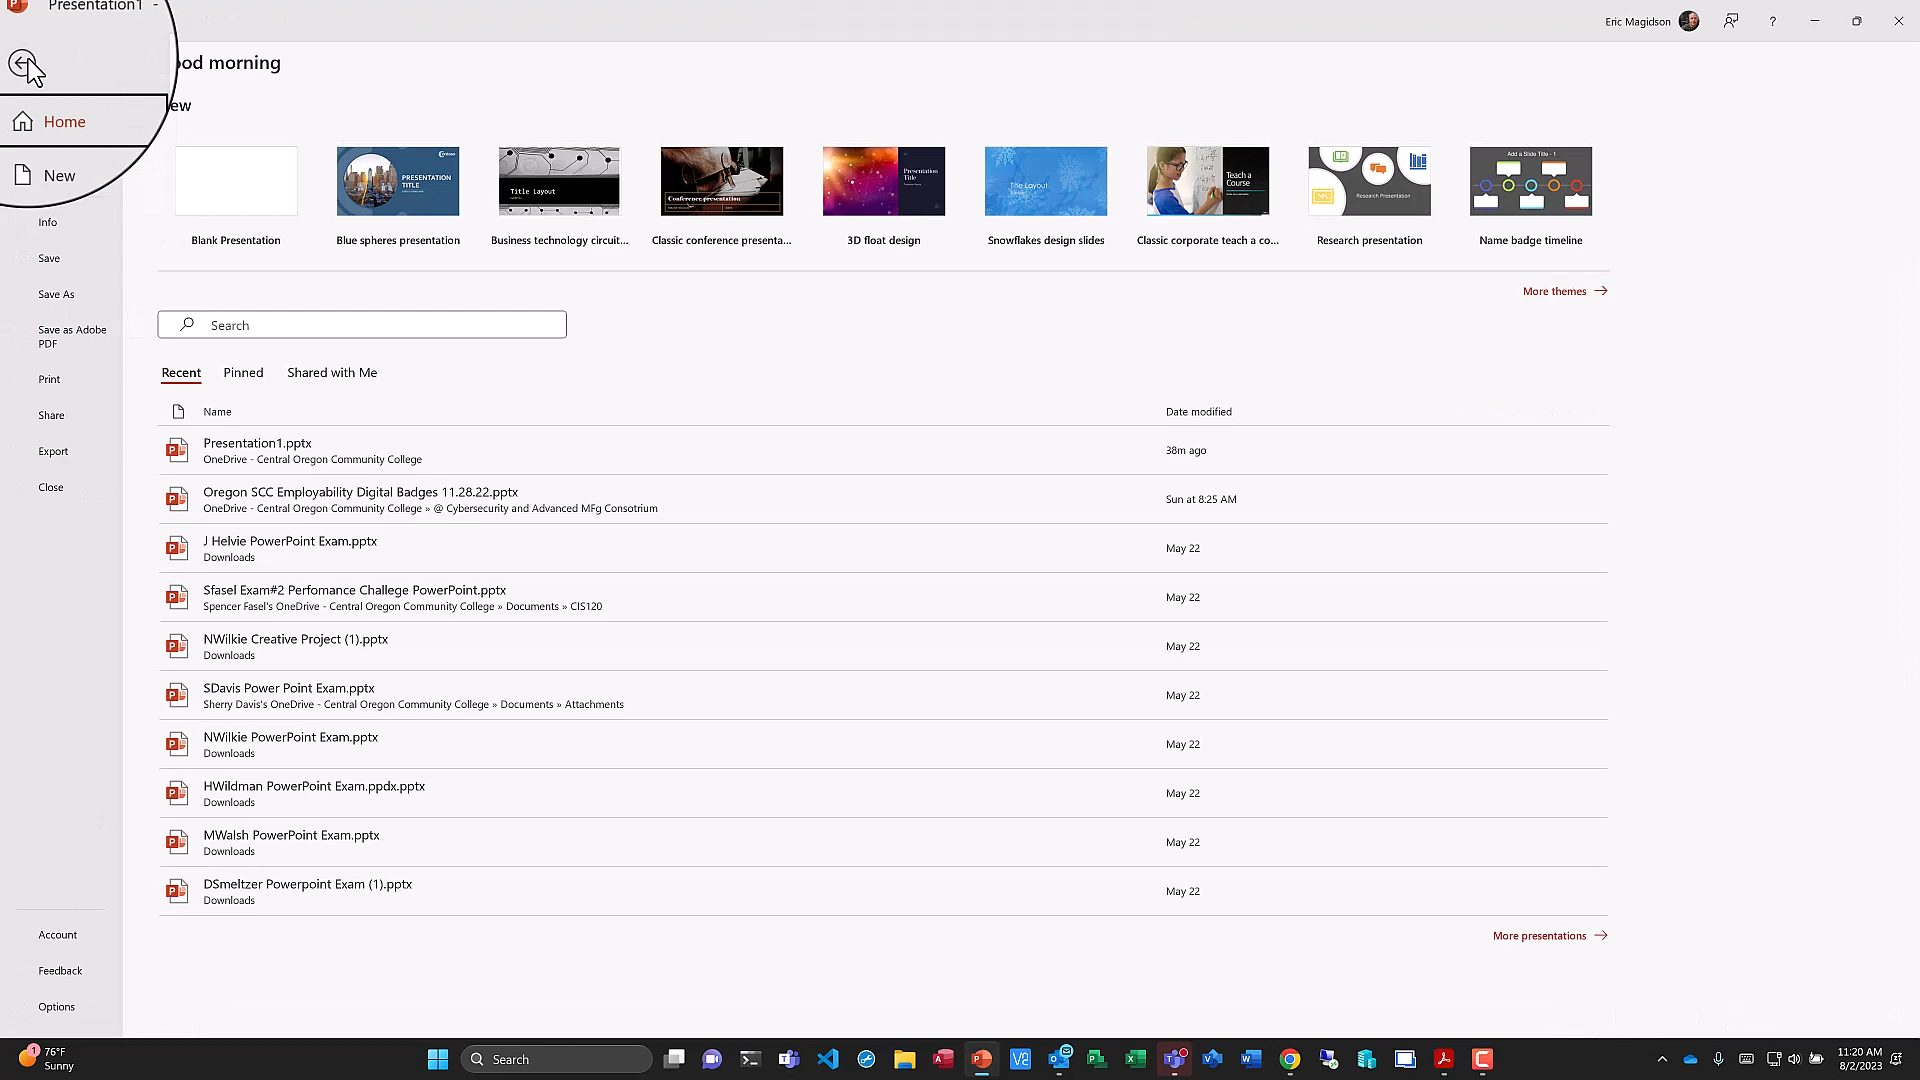 Presentation1 -
Eric Magidson
?
ood morning
ew
Home
New
Info
Save
Save As
Save as Adobe
PDF
Print
Share
Export
Close
Account
Feedback
Options
PRESENTATION
TITLE
Title Layout
Conference presentation
Presentation
Title
Title Layout
Teach a
Course
Research Presentation
Add a Slide Title - 1
Blank Presentation
Blue spheres presentation
Business technology circuit...
Classic conference presenta...
3D float design
Snowflakes design slides
Classic corporate teach a co...
Research presentation
Name badge timeline
More themes
Search
Recent Pinned Shared with Me
Name Date modified
Presentation1.pptx
OneDrive - Central Oregon Community College
38m ago
Oregon SCC Employability Digital Badges 11.28.22.pptx
OneDrive - Central Oregon Community College » @ Cybersecurity and Advanced MFg Consotrium
Sun at 8:25 AM
J Helvie PowerPoint Exam.pptx
Downloads
May 22
Sfasel Exam#2 Perfomance Challege PowerPoint.pptx
Spencer Fasel's OneDrive - Central Oregon Community College » Documents » CIS120
May 22
NWilkie Creative Project (1).pptx
Downloads
May 22
SDavis Power Point Exam.pptx
Sherry Davis's OneDrive - Central Oregon Community College » Documents » Attachments
May 22
NWilkie PowerPoint Exam.pptx
Downloads
May 22
HWildman PowerPoint Exam.ppdx.pptx
Downloads
May 22
MWalsh PowerPoint Exam.pptx
Downloads
May 22
DSmeltzer Powerpoint Exam (1).pptx
Downloads
May 22
More presentations
1
76°F
Sunny
Search
11:20 AM
8/2/2023